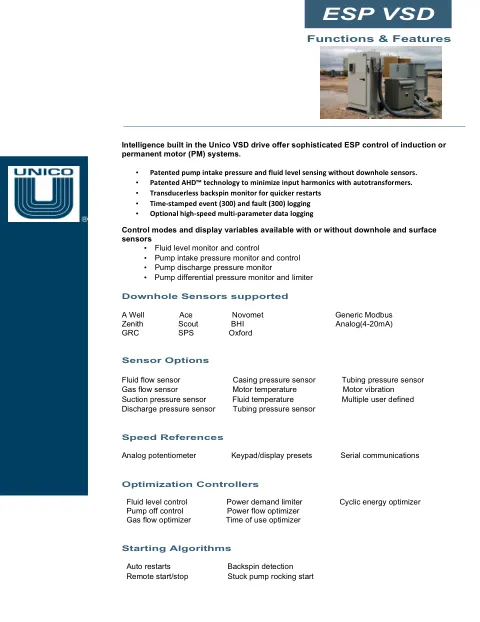 ESP VSD
Functions & Features
Intelligence built in the Unico VSD drive offer sophisticated ESP control of induction or
permanent motor (PM) systems.
• Patented pump intake pressure and fluid level sensing without downhole sensors.
• Patented AHD™ technology to minimize input harmonics with autotransformers.
• Transducerless backspin monitor for quicker restarts
• Time-stamped event (300) and fault (300) logging
• Optional high-speed multi-parameter data logging
UNICO
®
Control modes and display variables available with or without downhole and surface
sensors
• Fluid level monitor and control
• Pump intake pressure monitor and control
• Pump discharge pressure monitor
• Pump differential pressure monitor and limiter
Downhole Sensors supported
A Well Ace Novomet Generic Modbus
Zenith Scout BHI Analog(4-20mA)
GRC SPS Oxford
Sensor Options
Fluid flow sensor Casing pressure sensor Tubing pressure sensor
Gas flow sensor Motor temperature Motor vibration
Suction pressure sensor Fluid temperature Multiple user defined
Discharge pressure sensor Tubing pressure sensor
Speed References
Analog potentiometer Keypad/display presets Serial communications
Optimization Controllers
Fluid level control Power demand limiter Cyclic energy optimizer
Pump off control Power flow optimizer
Gas flow optimizer Time of use optimizer
Starting Algorithms
Auto restarts Backspin detection
Remote start/stop Stuck pump rocking start